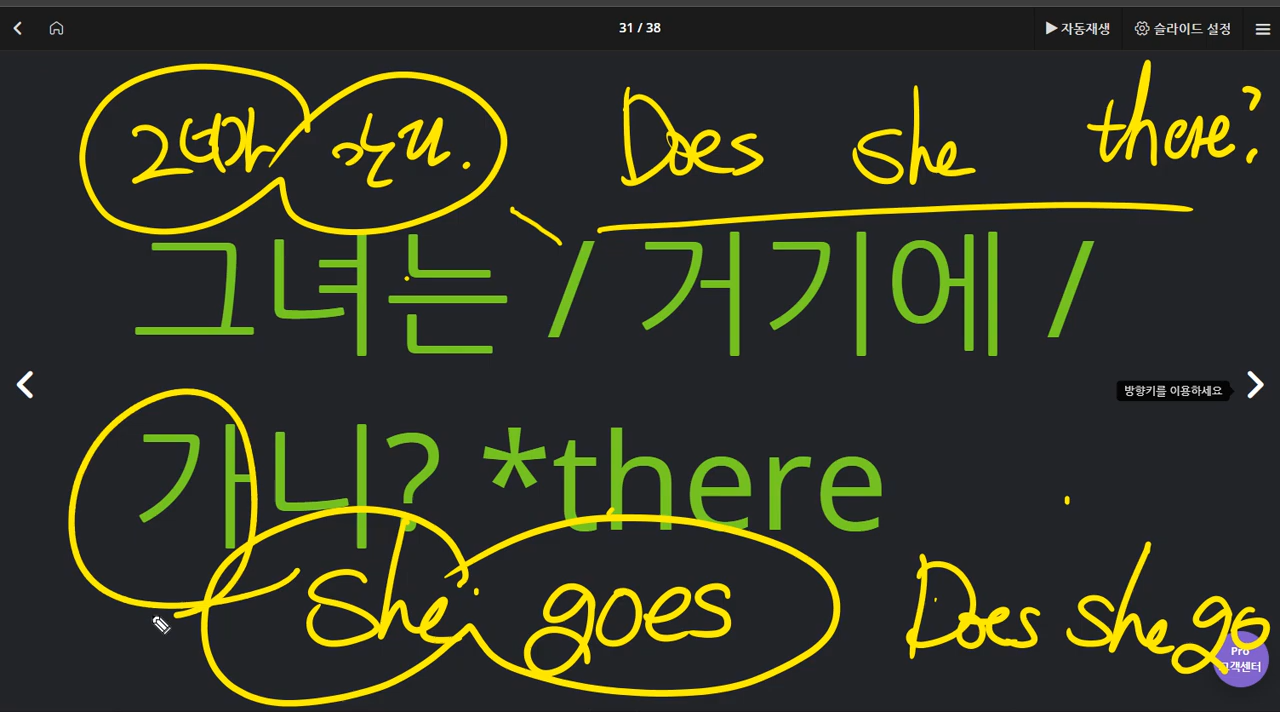 31 / 38
자동재생
슬라이드 설정
그녀가 간다.
Does she there?
그녀는 / 거기에 /
방향키를 이용하세요
가니? *there
she goes
Does she go
Pro
고객센터